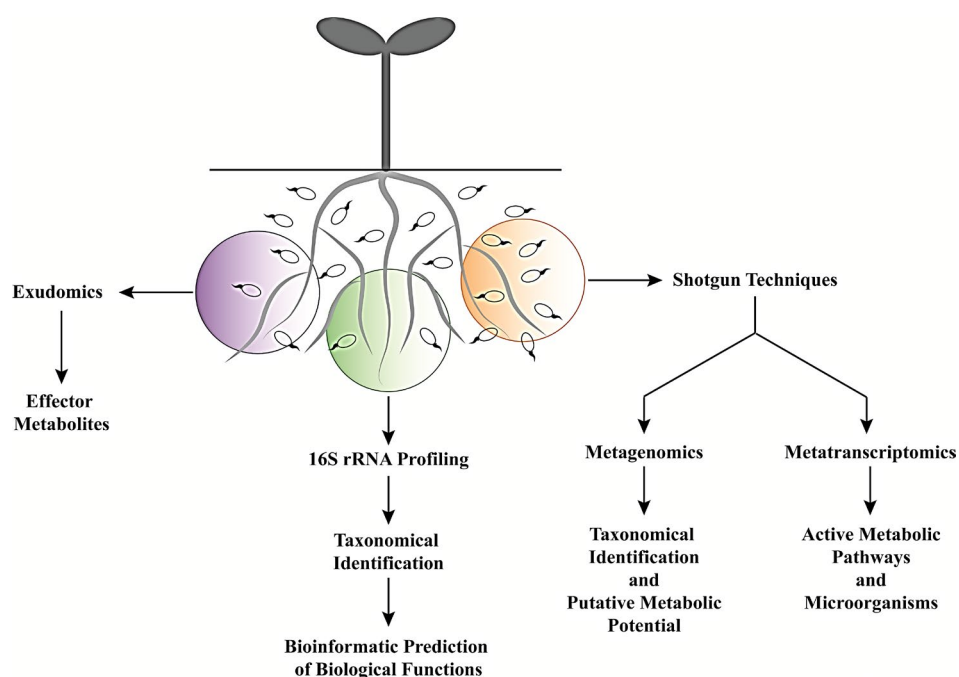 Exudomics
Effector
Metabolites
16S rRNA Profiling
Taxonomical
Identification
Bioinformatic Prediction
of Biological Functions
Shotgun Techniques
Metagenomics
Taxonomical
Identification
and
Putative Metabolic
Potential
Metatranscriptomics
Active Metabolic
Pathways
and
Microorganisms